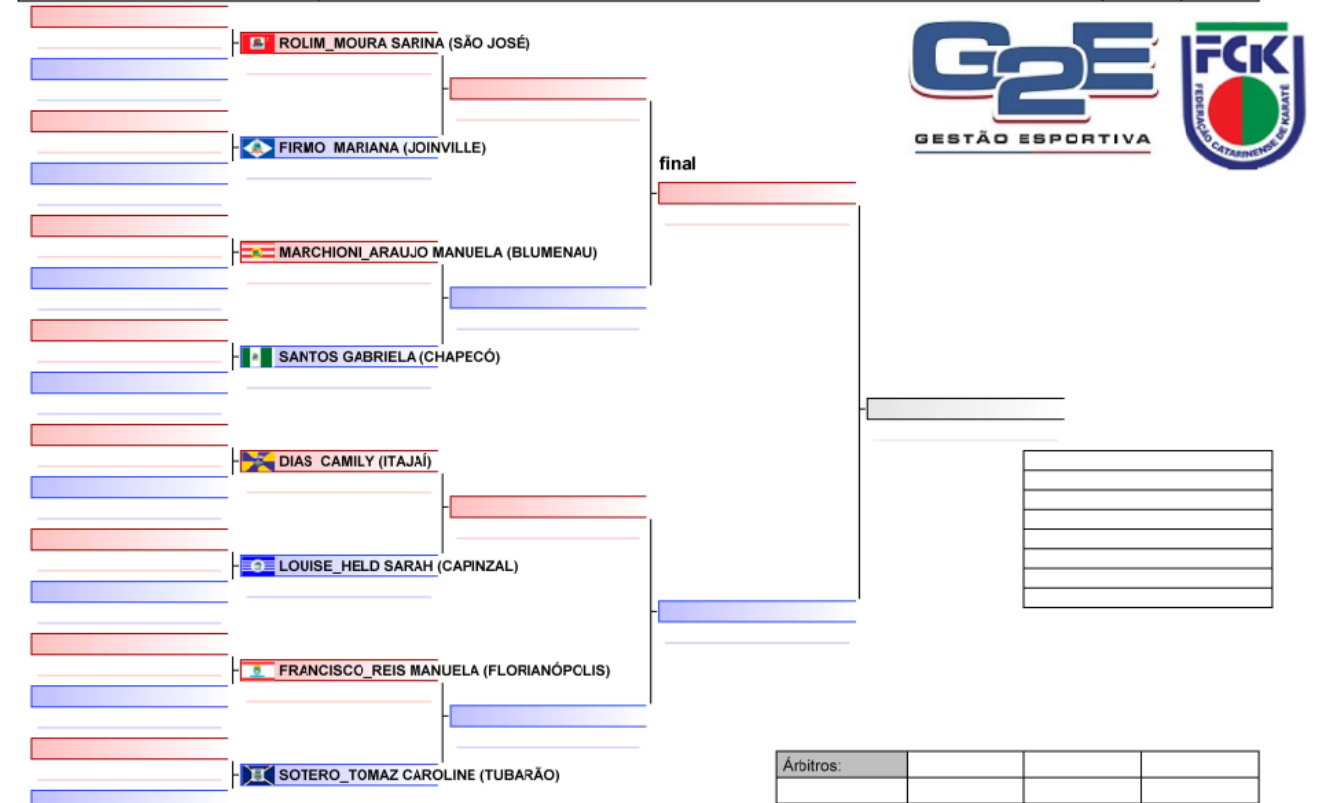 ROLIM_MOURA SARINA (SÃO JOSÉ)
FIRMO MARIANA (JOINVILLE)
MARCHIONI_ARAUJO MANUELA (BLUMENAU)
SANTOS GABRIELA (CHAPECÓ)
DIAS CAMILY (ITAJAÍ)
LOUISE_HELD SARAH (CAPINZAL)
FRANCISCO_REIS MANUELA (FLORIANÓPOLIS)
SOTERO_TOMAZ CAROLINE (TUBARÃO)
final
G2E
GESTÃO ESPORTIVA
FCK
FEDERAÇÃO CATARINENSE DE KARATÊ
Árbitros: